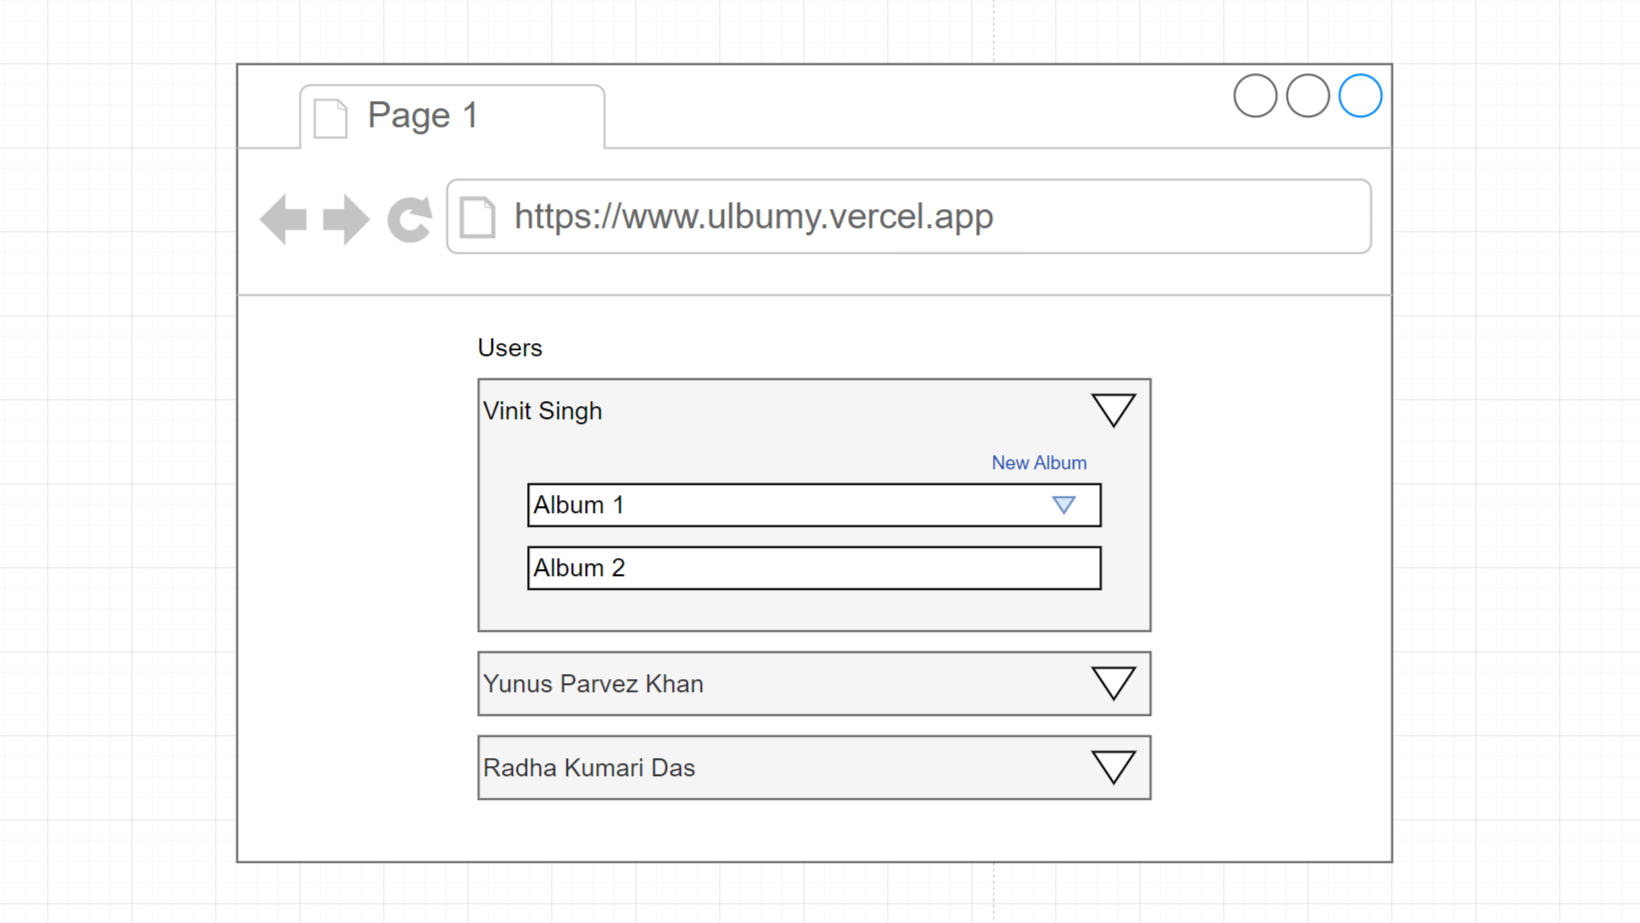 Page 1
https://www.ulbumy.vercel.app
Users
Vinit Singh
New Album
Album 1
Album 2
Yunus Parvez Khan
Radha Kumari Das